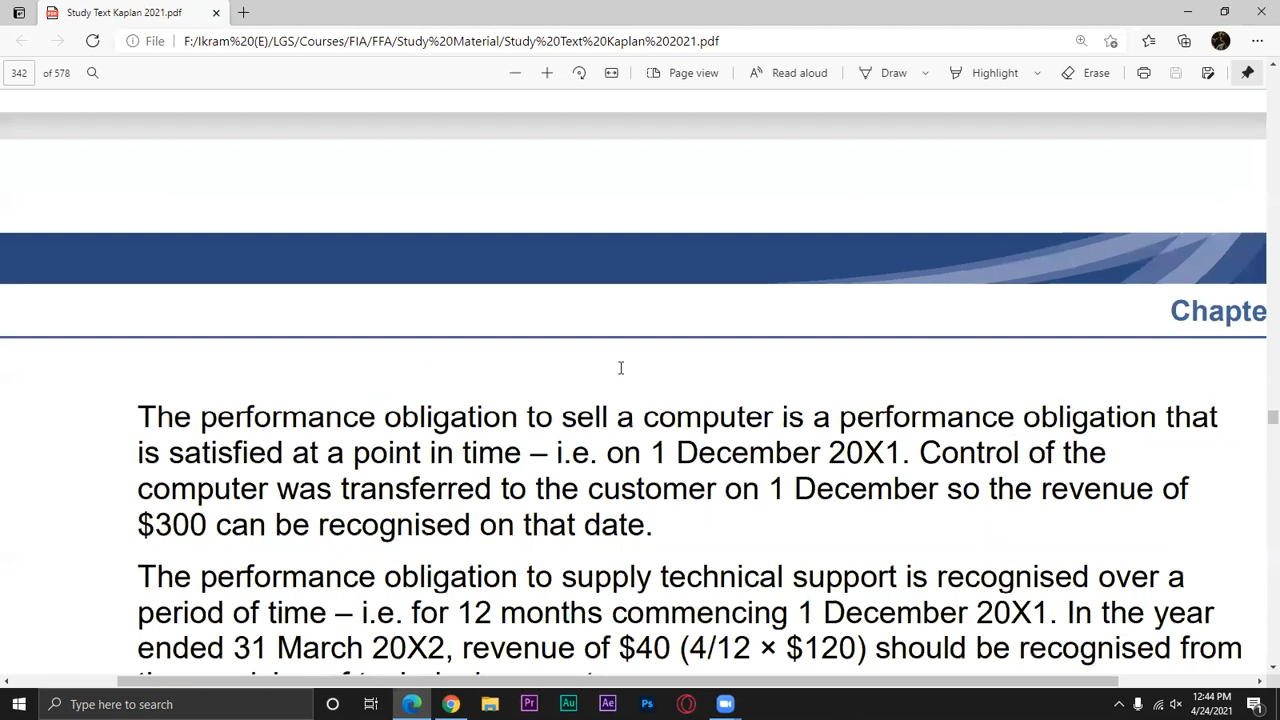 Study Text Kaplan 2021.pdf
File F:/Ikram%20(E)/LGS/Courses/FIA/FFA/Study%20Material/Study%20Text%20Kaplan%202021.pdf
342 of 578 Page view Read aloud Draw Highlight Erase
Chapte
The performance obligation to sell a computer is a performance obligation that
is satisfied at a point in time – i.e. on 1 December 20X1. Control of the
computer was transferred to the customer on 1 December so the revenue of
$300 can be recognised on that date.
The performance obligation to supply technical support is recognised over a
period of time – i.e. for 12 months commencing 1 December 20X1. In the year
ended 31 March 20X2, revenue of $40 (4/12 × $120) should be recognised from
Type here to search
Pr Au Ae Ps
12:44 PM
4/24/2021